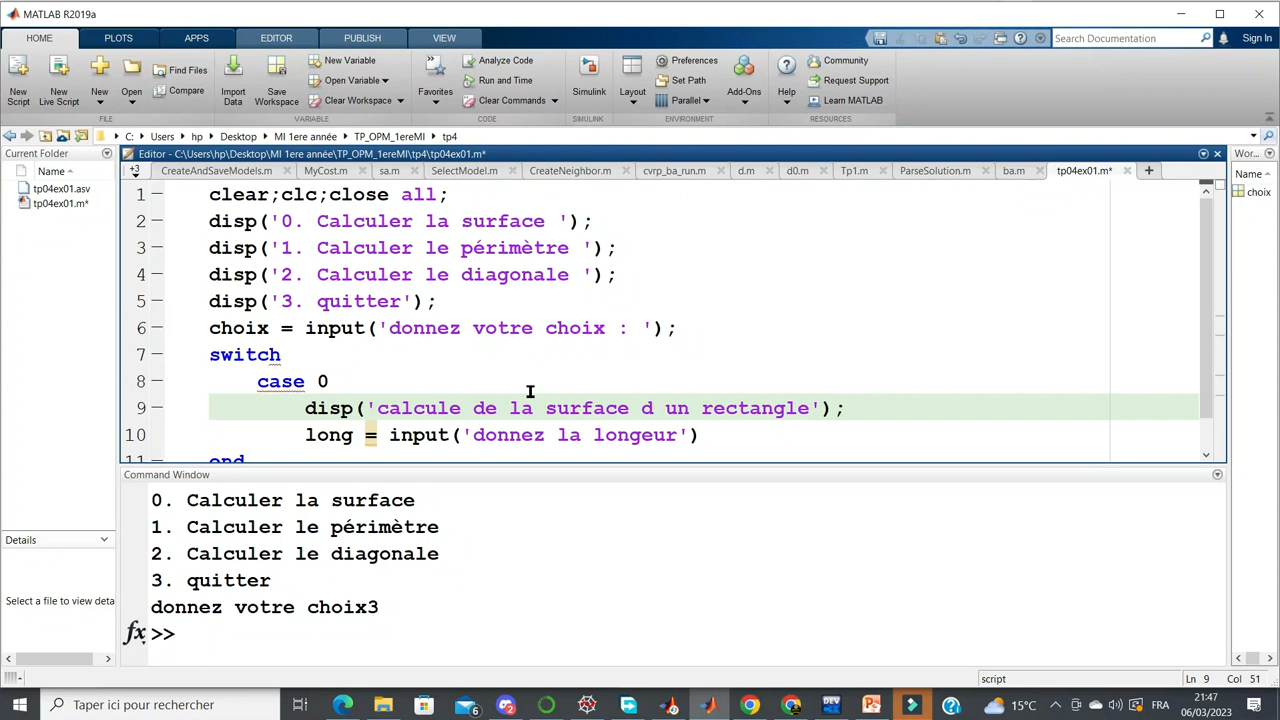 MATLAB R2019a
HOME PLOTS APPS EDITOR PUBLISH VIEW Search Documentation Sign In
New Script New Live Script New Open Find Files Compare Import Data Save Workspace New Variable Open Variable Clear Workspace Favorites Analyze Code Run and Time Clear Commands Simulink Layout Preferences Set Path Parallel Add-Ons Help Community Request Support Learn MATLAB
FILE VARIABLE CODE SIMULINK ENVIRONMENT RESOURCES
C: Users hp Desktop MI 1ere année TP_OPM_1ereMI tp4
Current Folder Editor - C:\Users\hp\Desktop\MI 1ere année\TP_OPM_1ereMI\tp4\tp04ex01.m* Wo...
Name +3 CreateAndSaveModels.m MyCost.m sa.m SelectModel.m CreateNeighbor.m cvrp_ba_run.m d.m d0.m Tp1.m ParseSolution.m ba.m tp04ex01.m* Name
tp04ex01.asv
tp04ex01.m*
choix
1 clear;clc;close all;
2 disp('0. Calculer la surface ');
3 disp('1. Calculer le périmètre ');
4 disp('2. Calculer le diagonale ');
5 disp('3. quitter');
6 choix = input('donnez votre choix : ');
7 switch
8 case 0
9 disp('calcule de la surface d un rectangle');
10 long = input('donnez la longeur')
11 end
Command Window
0. Calculer la surface
1. Calculer le périmètre
2. Calculer le diagonale
3. quitter
donnez votre choix3
fx >>
Details
Select a file to view deta
script Ln 9 Col 51
Taper ici pour rechercher 15°C FRA 21:47
06/03/2023